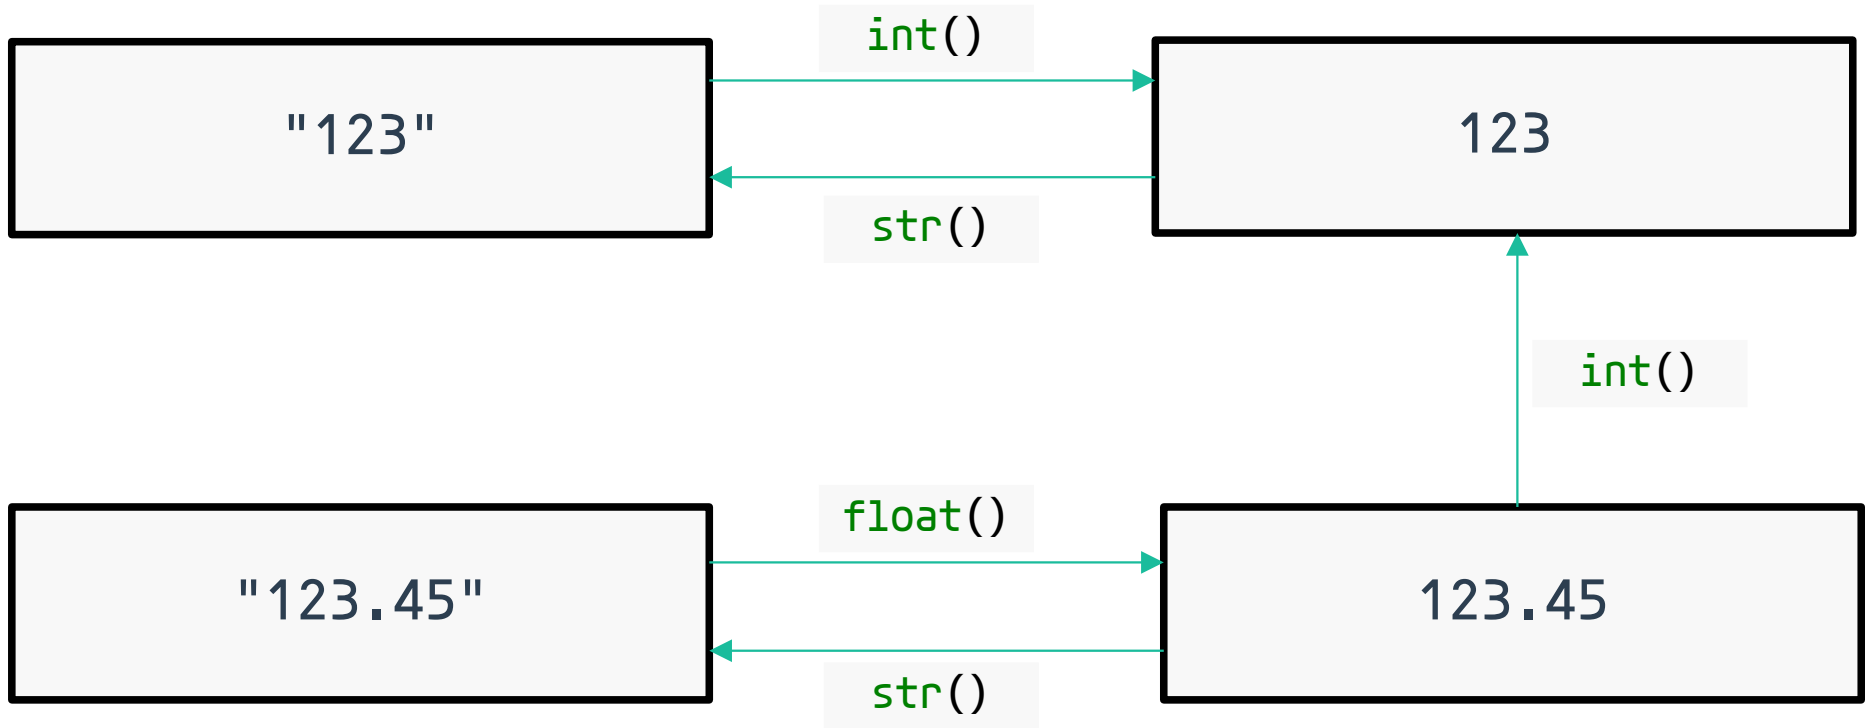 int()
"123"
123
str()
int()
float()
"123.45"
123.45
str()